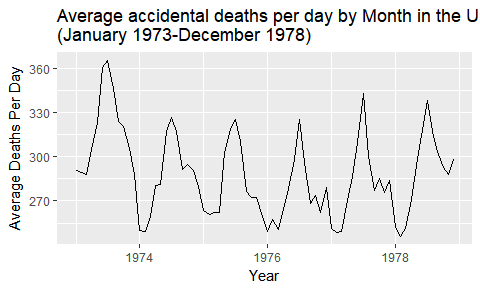 Average accidental deaths per day by Month in the U
(January 1973-December 1978)
Average Deaths Per Day
360
330
300
270
1974
1976
1978
Year